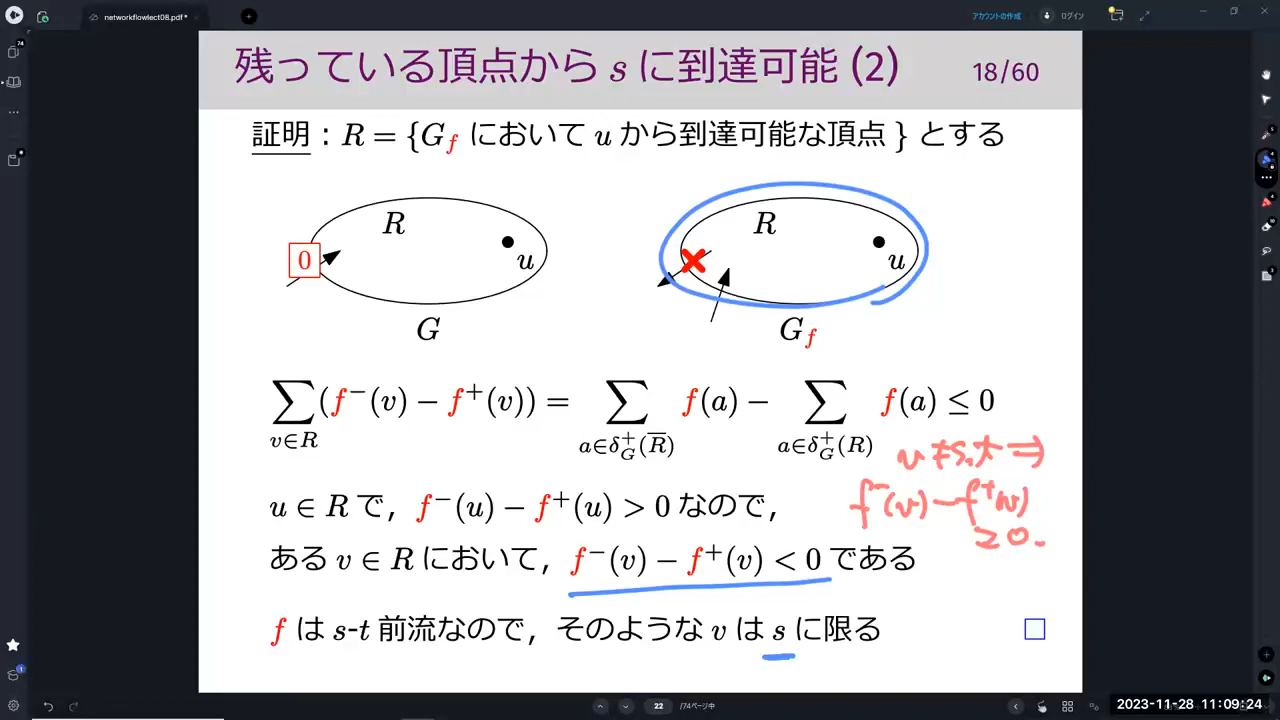 networkflowlect08.pdf*
アカウントの作成
ログイン
残っている頂点から s に到達可能 (2)
18/60
証明 : R = {G_f において u から到達可能な頂点 } とする
R
0
u
G
R
u
G_f
∑_{v∈R} (f⁻(v) − f⁺(v)) = ∑_{a∈δ⁺_G(R̅)} f(a) − ∑_{a∈δ⁺_G(R)} f(a) ≤ 0
v ≠ s,t ⇒
f⁻(v) − f⁺(v)
≥ 0.
u ∈ R で，f⁻(u) − f⁺(u) > 0 なので，
ある v ∈ R において，f⁻(v) − f⁺(v) < 0 である
f は s-t 前流なので，そのような v は s に限る
22
/74ページ中
2023-11-28 11:09:24